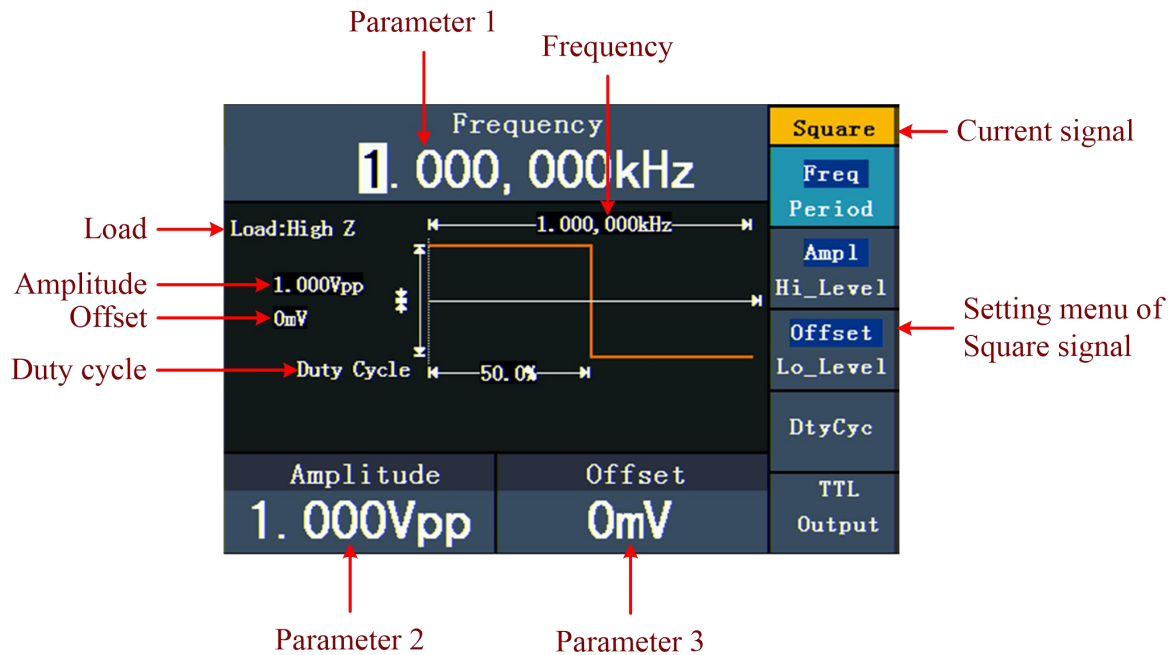 Parameter 1
Frequency
Frequency
1.000,000kHz
Square
Current signal
Freq
Period
Load
Load:High Z
1.000,000kHz
Ampl
Hi_Level
Amplitude
1.000Vpp
Offset
0mV
Offset
Lo_Level
Setting menu of
Square signal
Duty cycle
Duty Cycle
50.0%
DtyCyc
Amplitude
1.000Vpp
Offset
0mV
TTL
Output
Parameter 2
Parameter 3